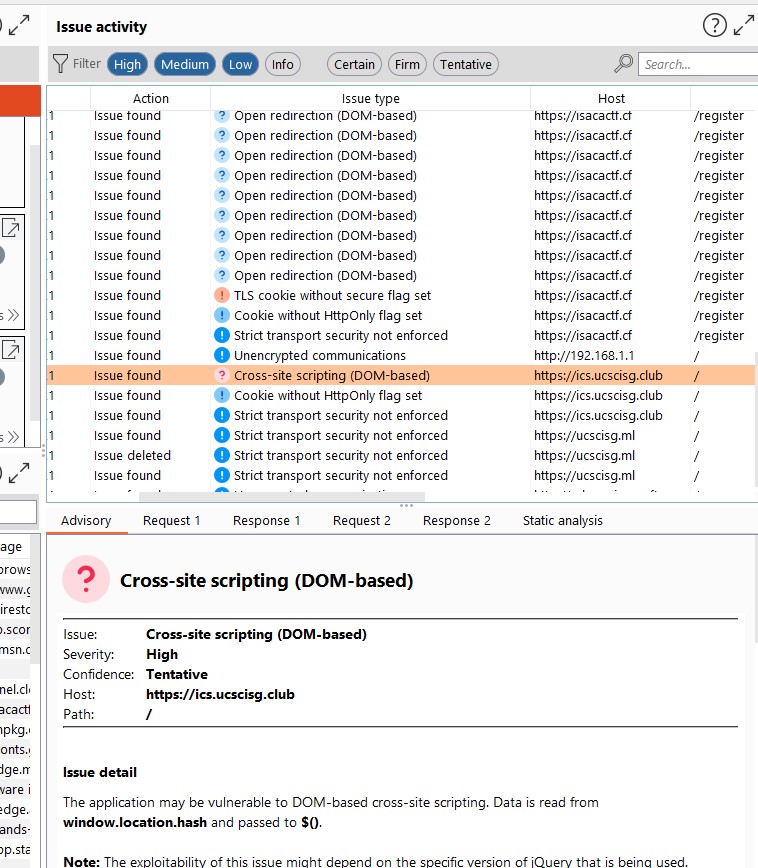 Issue activity
Filter High Medium Low Info Certain Firm Tentative Search...
Action Issue type Host
1 Issue found Open redirection (DOM-based) https://isacactf.cf /register
1 Issue found Open redirection (DOM-based) https://isacactf.cf /register
1 Issue found Open redirection (DOM-based) https://isacactf.cf /register
1 Issue found Open redirection (DOM-based) https://isacactf.cf /register
1 Issue found Open redirection (DOM-based) https://isacactf.cf /register
1 Issue found Open redirection (DOM-based) https://isacactf.cf /register
1 Issue found Open redirection (DOM-based) https://isacactf.cf /register
1 Issue found Open redirection (DOM-based) https://isacactf.cf /register
1 Issue found Open redirection (DOM-based) https://isacactf.cf /register
1 Issue found TLS cookie without secure flag set https://isacactf.cf /register
1 Issue found Cookie without HttpOnly flag set https://isacactf.cf /register
1 Issue found Strict transport security not enforced https://isacactf.cf /register
1 Issue found Unencrypted communications http://192.168.1.1 /
1 Issue found Cross-site scripting (DOM-based) https://ics.ucscisg.club /
1 Issue found Cookie without HttpOnly flag set https://ics.ucscisg.club /
1 Issue found Strict transport security not enforced https://ics.ucscisg.club /
1 Issue found Strict transport security not enforced https://ucscisg.ml /
1 Issue deleted Strict transport security not enforced https://ucscisg.ml /
1 Issue found Strict transport security not enforced https://ucscisg.ml /
Advisory Request 1 Response 1 Request 2 Response 2 Static analysis
Cross-site scripting (DOM-based)
Issue: Cross-site scripting (DOM-based)
Severity: High
Confidence: Tentative
Host: https://ics.ucscisg.club
Path: /
Issue detail
The application may be vulnerable to DOM-based cross-site scripting. Data is read from
window.location.hash and passed to $().
Note: The exploitability of this issue might depend on the specific version of jQuery that is being used.